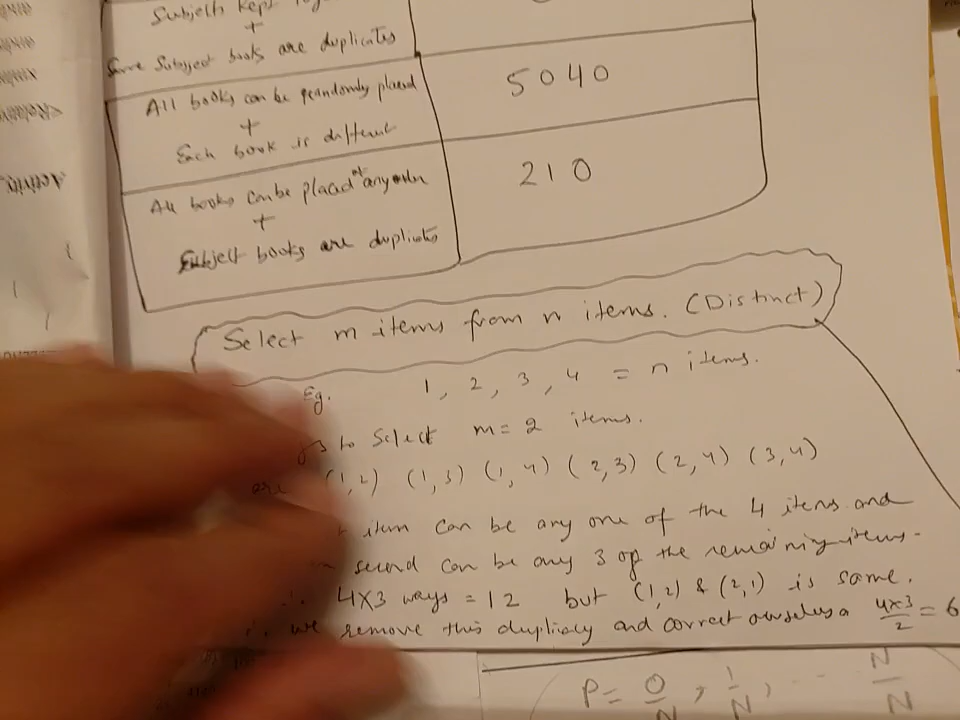 Subjects kept
+
Same Subject books are duplicates
All books can be randomly placed
+
Each book is different
5040
All books can be placed at any order
+
Subject books are duplicates
210
Select m items from n items. (Distinct)
Eg. 1, 2, 3, 4 = n items.
to select m = 2 items.
are (1,2) (1,3) (1,4) (2,3) (2,4) (3,4)
item can be any one of the 4 items and
second can be any 3 of the remaining items.
∴ 4X3 ways = 12 but (1,2) & (2,1) is same.
∴ we remove this duplicacy and correct ourselves 4x3/2 = 6
P = 0/N, 1/N, .. N/N
Activity